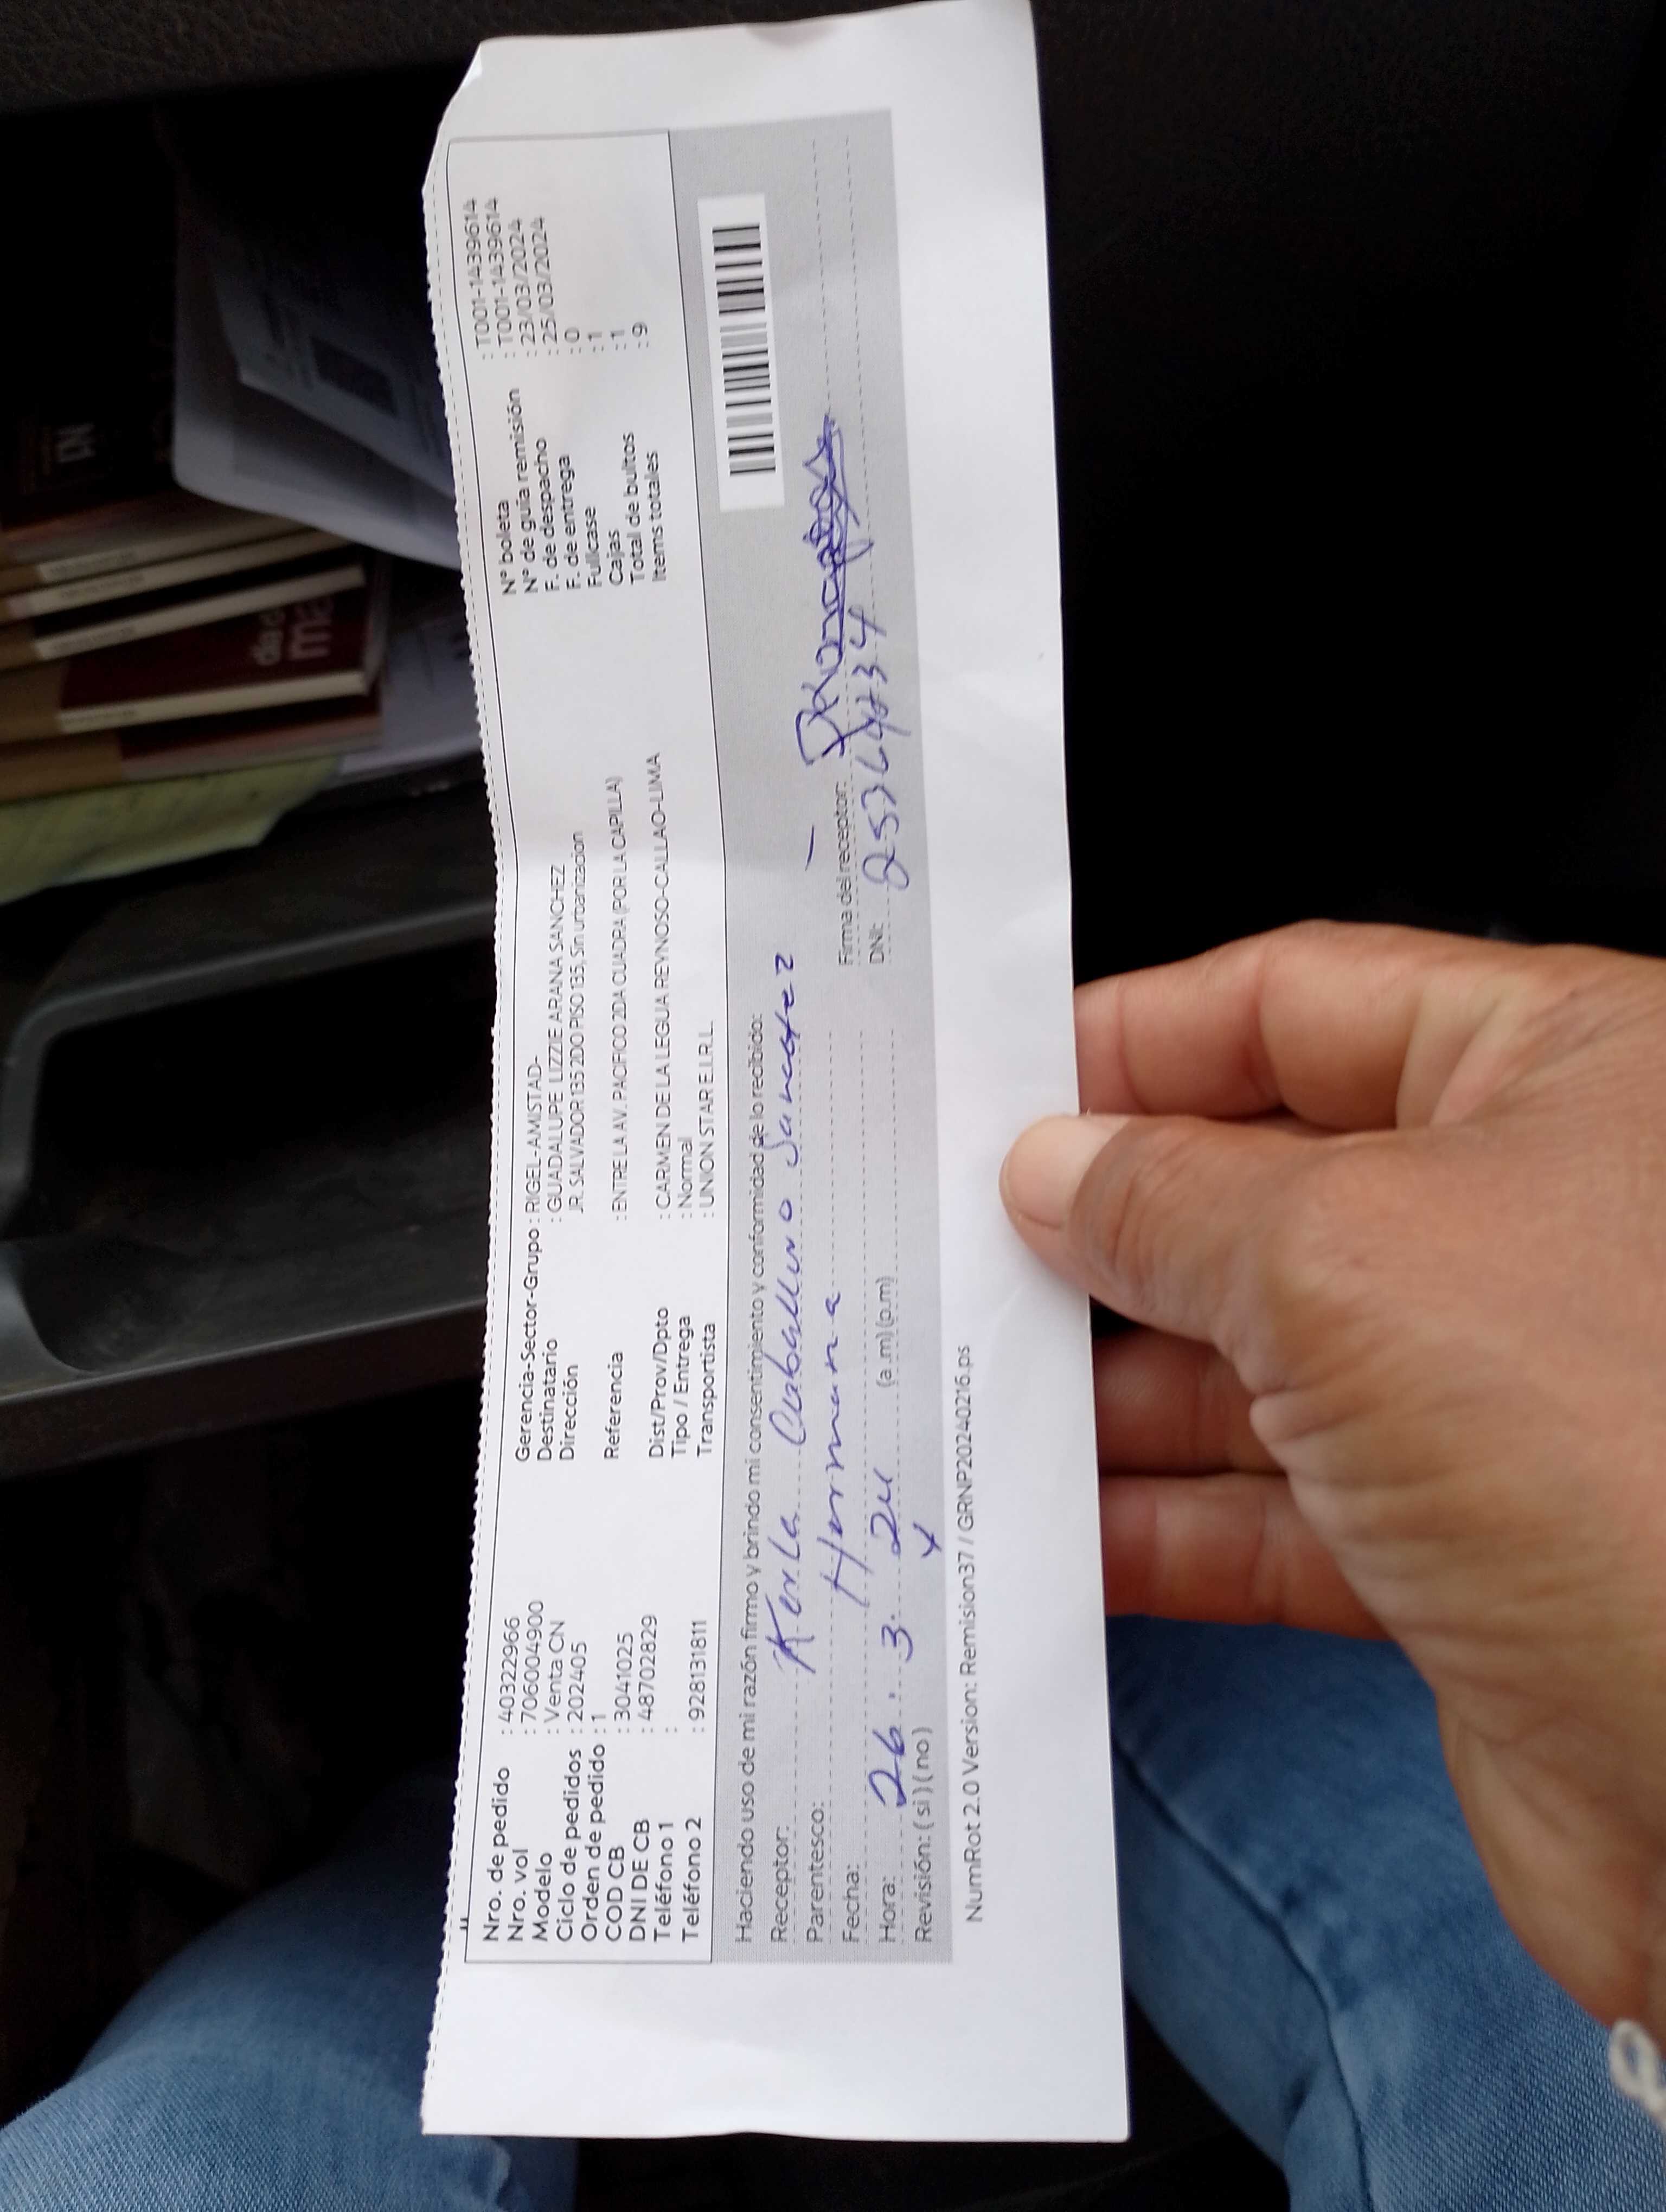 Nro. de pedido : 40322966
Nro. vol : 7060004900
Modelo : Venta CN
Ciclo de pedidos : 202405
Orden de pedido : 1
COD CB : 3041025
DNI DE CB : 48702829
Teléfono 1 :
Teléfono 2 : 928131811
Gerencia-Sector-Grupo : RIGEL-AMISTAD-
Destinatario : GUADALUPE LIZZIE ARANA SANCHEZ
Dirección JR. SALVADOR 135 2DO PISO 135, Sin urbanizacion
Referencia : ENTRE LA AV. PACIFICO 2DA CUADRA (POR LA CAPILLA)
Dist/Prov/Dpto : CARMEN DE LA LEGUA REYNOSO-CALLAO-LIMA
Tipo / Entrega : Normal
Transportista : UNION STAR E.I.R.L.
N° boleta : T001-1439614
N° de guía remisión : T001-1439614
F. de despacho : 23/03/2024
F. de entrega : 25/03/2024
Fullcase : 0
Cajas : 1
Total de bultos : 1
Items totales : 9
Haciendo uso de mi razón firmo y brindo mi consentimiento y conformidad de lo recibido:
Receptor: Karla Caballero Sanchez
Parentesco: Hermana
Fecha: 26 . 3 . 24
Hora: (a.m) (p.m)
Revisión: ( si ) ( no )
Firma del receptor:
DNI:
NumRot 2.0 Version: Remision37 / GRNP20240216.ps